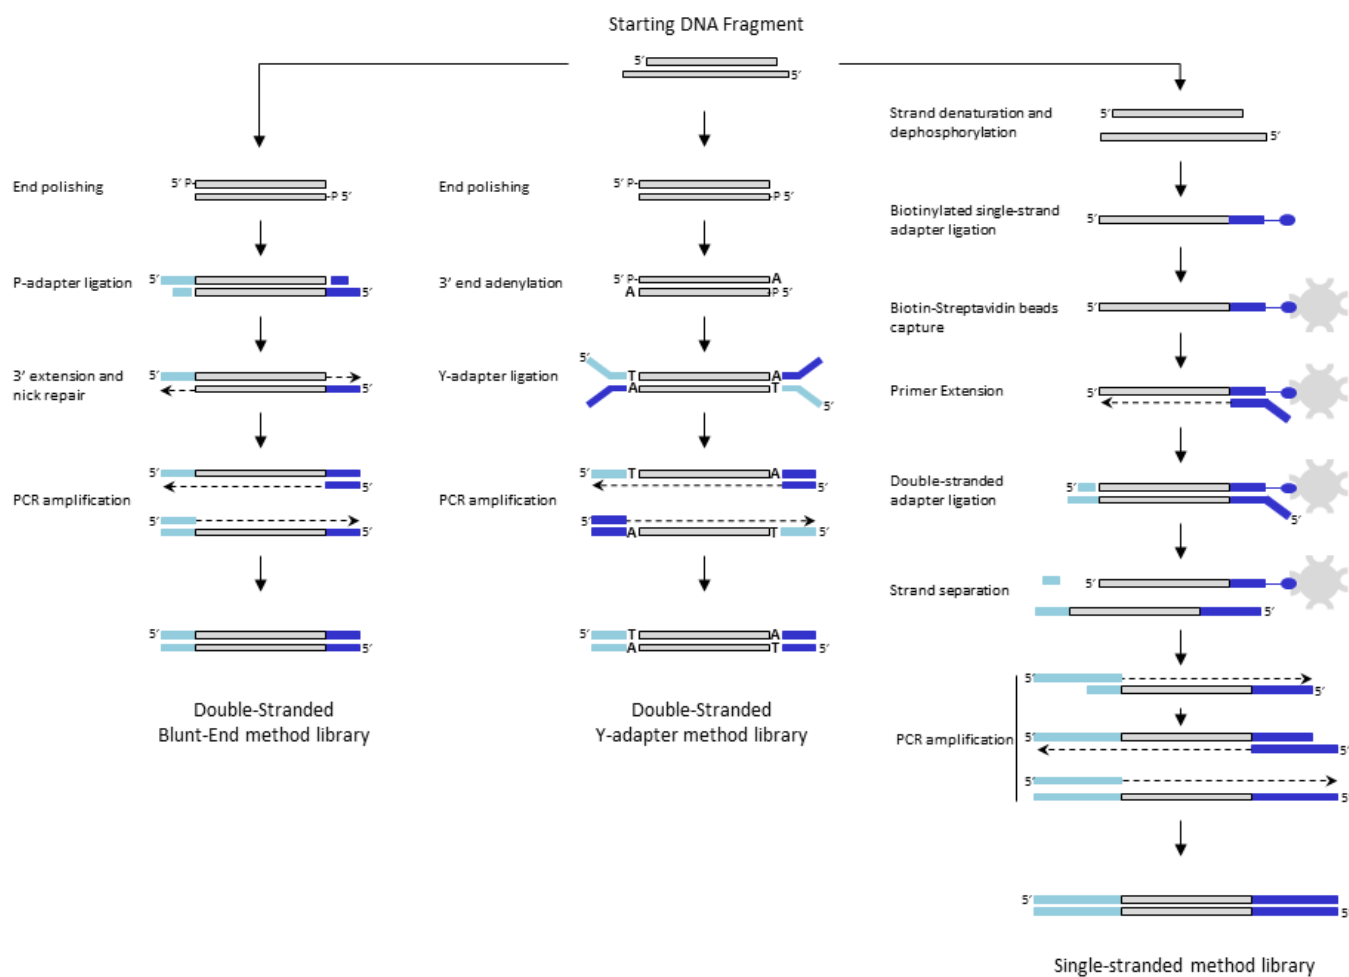 Starting DNA Fragment
5′
5′
End polishing
5′ P-
-P 5′
P-adapter ligation
5′
5′
3′ extension and
nick repair
5′
5′
PCR amplification
5′
5′
5′
5′
Double-Stranded
Blunt-End method library
End polishing
5′ P-
-P 5′
3′ end adenylation
5′ P-
A
A
-P 5′
Y-adapter ligation
5′
T
A
A
T
5′
PCR amplification
5′
T
A
5′
5′
A
T
5′
5′
T
A
A
T
5′
Double-Stranded
Y-adapter method library
Strand denaturation and
dephosphorylation
5′
5′
Biotinylated single-strand
adapter ligation
5′
Biotin-Streptavidin beads
capture
5′
Primer Extension
5′
Double-stranded
adapter ligation
5′
5′
Strand separation
5′
5′
PCR amplification
5′
5′
5′
5′
5′
5′
5′
5′
Single-stranded method library